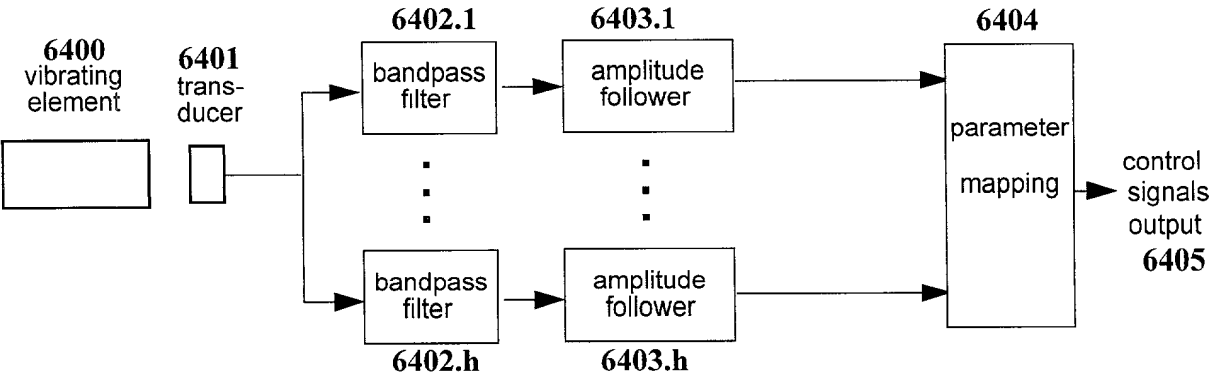 6400
vibrating
element
6401
trans-
ducer
6402.1
bandpass
filter
6403.1
amplitude
follower
6404
parameter
mapping
control
signals
output
6405
bandpass
filter
6402.h
amplitude
follower
6403.h